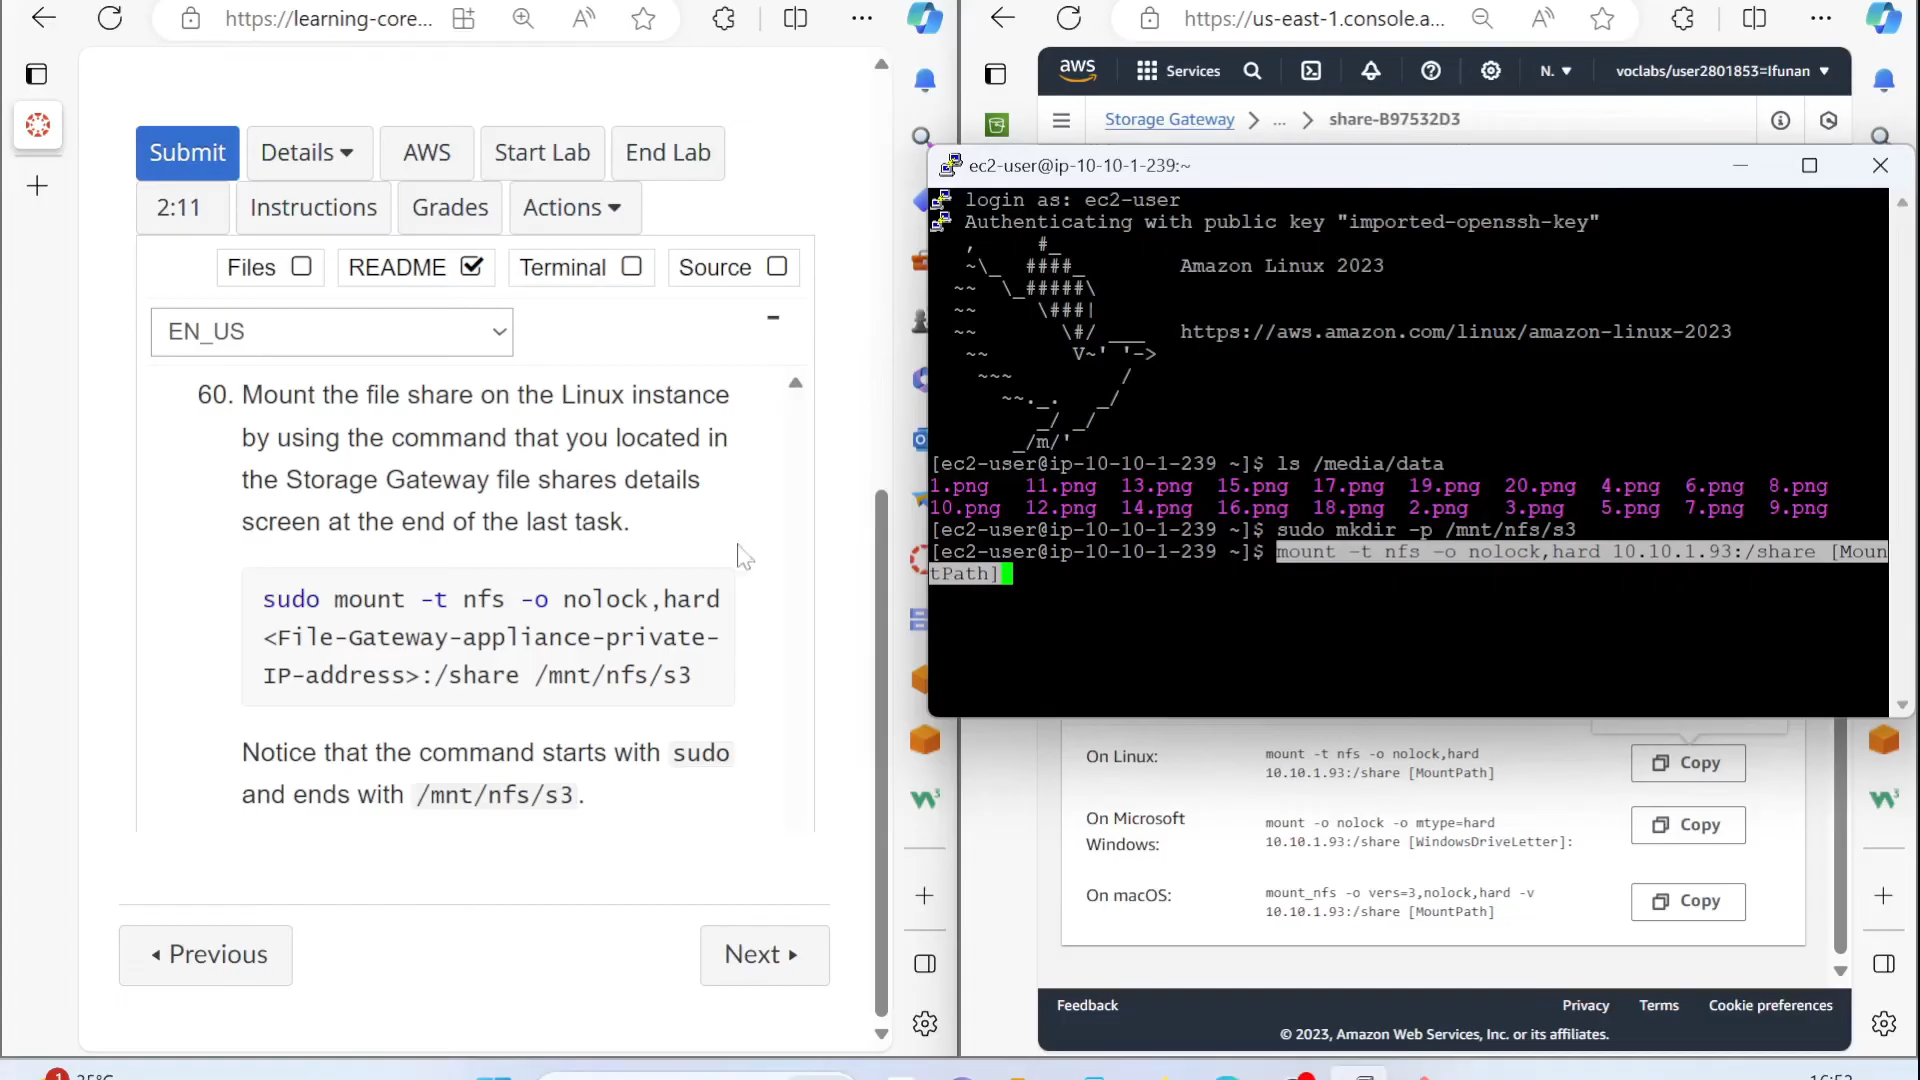 https://learning-core...
Submit
Details
AWS
Start Lab
End Lab
2:11
Instructions
Grades
Actions
Files
README
Terminal
Source
EN_US
60. Mount the file share on the Linux instance
by using the command that you located in
the Storage Gateway file shares details
screen at the end of the last task.
sudo mount -t nfs -o nolock,hard
<File-Gateway-appliance-private-
IP-address>:/share /mnt/nfs/s3
Notice that the command starts with sudo
and ends with /mnt/nfs/s3.
Previous
Next
https://us-east-1.console.a...
aws
Services
N.
voclabs/user2801853=Ifunan
Storage Gateway
...
share-B97532D3
ec2-user@ip-10-10-1-239:~
login as: ec2-user
Authenticating with public key "imported-openssh-key"
,      #_
~\_  ####_        Amazon Linux 2023
~~  \_#####\
~~     \###|
~~       \#/ ___   https://aws.amazon.com/linux/amazon-linux-2023
~~       V~' '->
~~~         /
~~._.   _/
_/ _/
_/m/'
[ec2-user@ip-10-10-1-239 ~]$ ls /media/data
1.png 11.png 13.png 15.png 17.png 19.png 20.png 4.png 6.png 8.png
10.png 12.png 14.png 16.png 18.png 2.png 3.png 5.png 7.png 9.png
[ec2-user@ip-10-10-1-239 ~]$ sudo mkdir -p /mnt/nfs/s3
[ec2-user@ip-10-10-1-239 ~]$ mount -t nfs -o nolock,hard 10.10.1.93:/share [Moun
tPath]
On Linux:
mount -t nfs -o nolock,hard
10.10.1.93:/share [MountPath]
Copy
On Microsoft
Windows:
mount -o nolock -o mtype=hard
10.10.1.93:/share [WindowsDriveLetter]:
Copy
On macOS:
mount_nfs -o vers=3,nolock,hard -v
10.10.1.93:/share [MountPath]
Copy
Feedback
Privacy
Terms
Cookie preferences
© 2023, Amazon Web Services, Inc. or its affiliates.